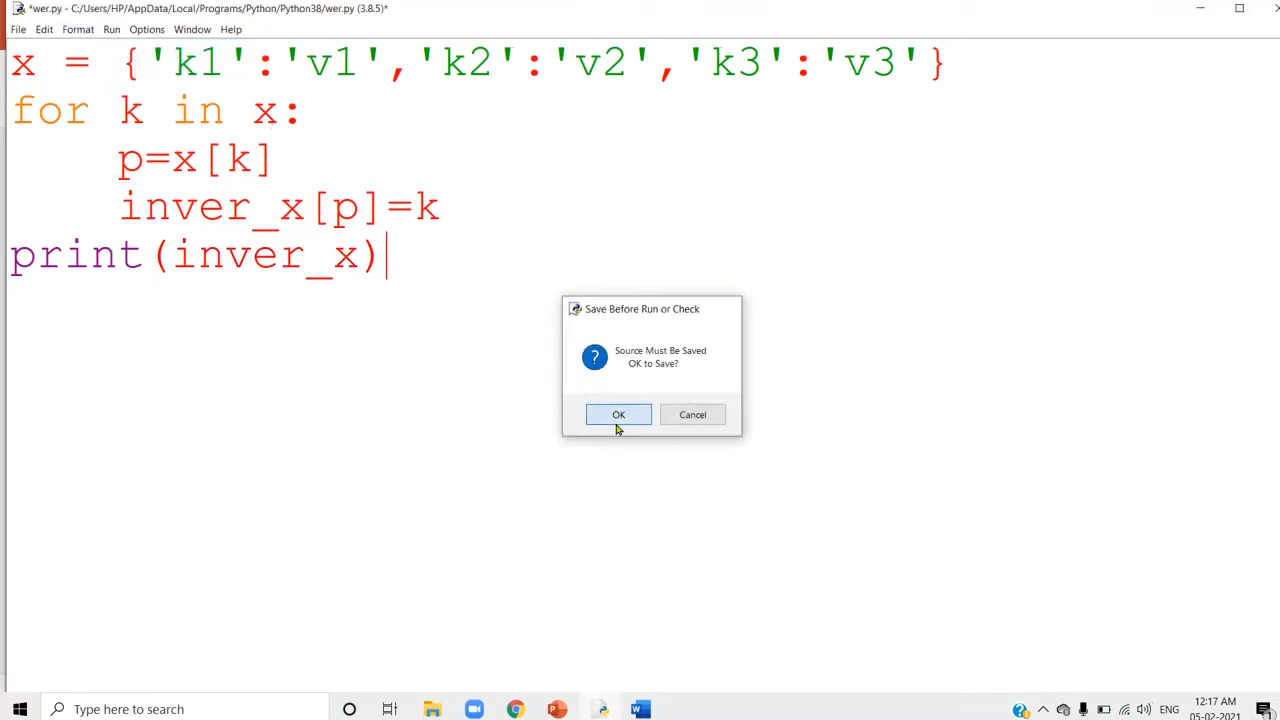 *wer.py - C:/Users/HP/AppData/Local/Programs/Python/Python38/wer.py (3.8.5)*
File Edit Format Run Options Window Help
x = {'k1':'v1','k2':'v2','k3':'v3'}
for k in x:
    p=x[k]
    inver_x[p]=k
print(inver_x)
Save Before Run or Check
Source Must Be Saved
OK to Save?
OK Cancel
Type here to search
ENG
12:17 AM
05-02-2021